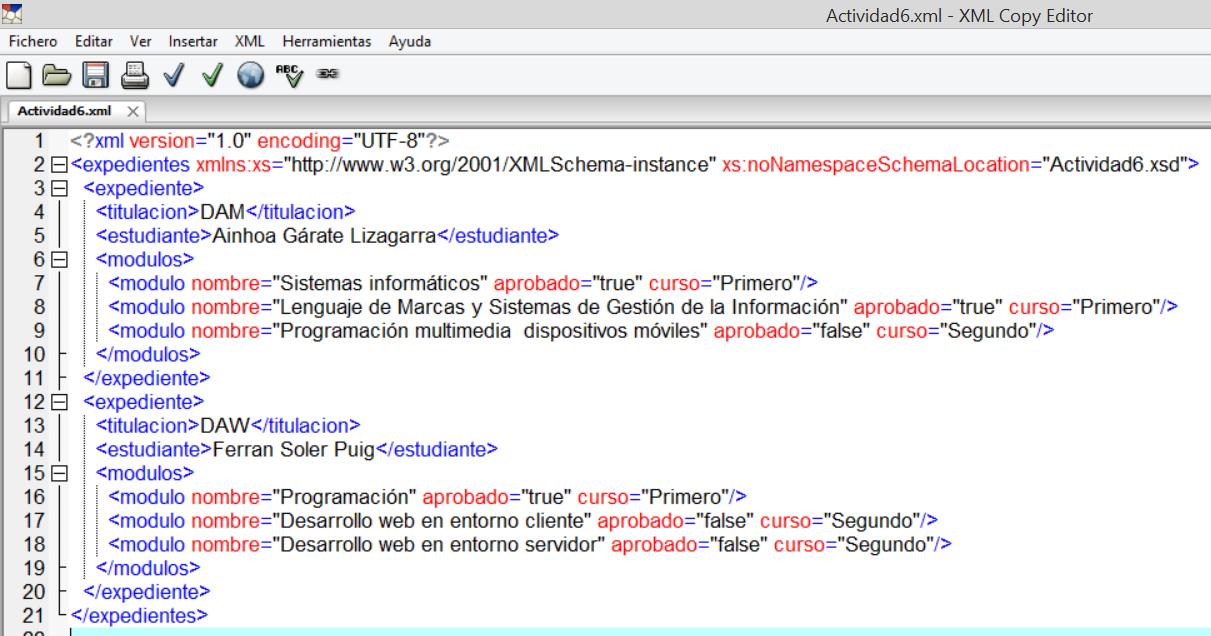 Actividad6.xml - XML Copy Editor
Fichero Editar Ver Insertar XML Herramientas Ayuda
ABC
Actividad6.xml
1 <?xml version="1.0" encoding="UTF-8"?>
2 <expedientes xmlns:xs="http://www.w3.org/2001/XMLSchema-instance" xs:noNamespaceSchemaLocation="Actividad6.xsd">
3 <expediente>
4 <titulacion>DAM</titulacion>
5 <estudiante>Ainhoa Gárate Lizagarra</estudiante>
6 <modulos>
7 <modulo nombre="Sistemas informáticos" aprobado="true" curso="Primero"/>
8 <modulo nombre="Lenguaje de Marcas y Sistemas de Gestión de la Información" aprobado="true" curso="Primero"/>
9 <modulo nombre="Programación multimedia  dispositivos móviles" aprobado="false" curso="Segundo"/>
10 </modulos>
11 </expediente>
12 <expediente>
13 <titulacion>DAW</titulacion>
14 <estudiante>Ferran Soler Puig</estudiante>
15 <modulos>
16 <modulo nombre="Programación" aprobado="true" curso="Primero"/>
17 <modulo nombre="Desarrollo web en entorno cliente" aprobado="false" curso="Segundo"/>
18 <modulo nombre="Desarrollo web en entorno servidor" aprobado="false" curso="Segundo"/>
19 </modulos>
20 </expediente>
21 </expedientes>